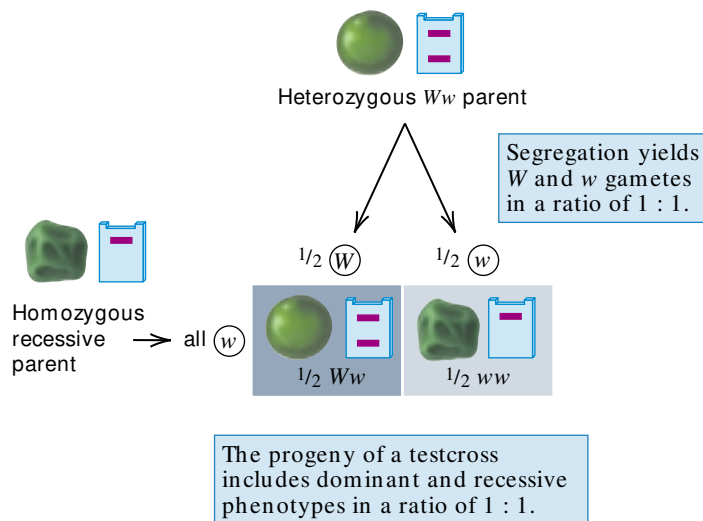 Heterozygous Ww parent
Segregation yields
W and w gametes
in a ratio of 1 : 1.
1/2 W
1/2 w
Homozygous
recessive
parent
all w
1/2 Ww
1/2 ww
The progeny of a testcross
includes dominant and recessive
phenotypes in a ratio of 1 : 1.